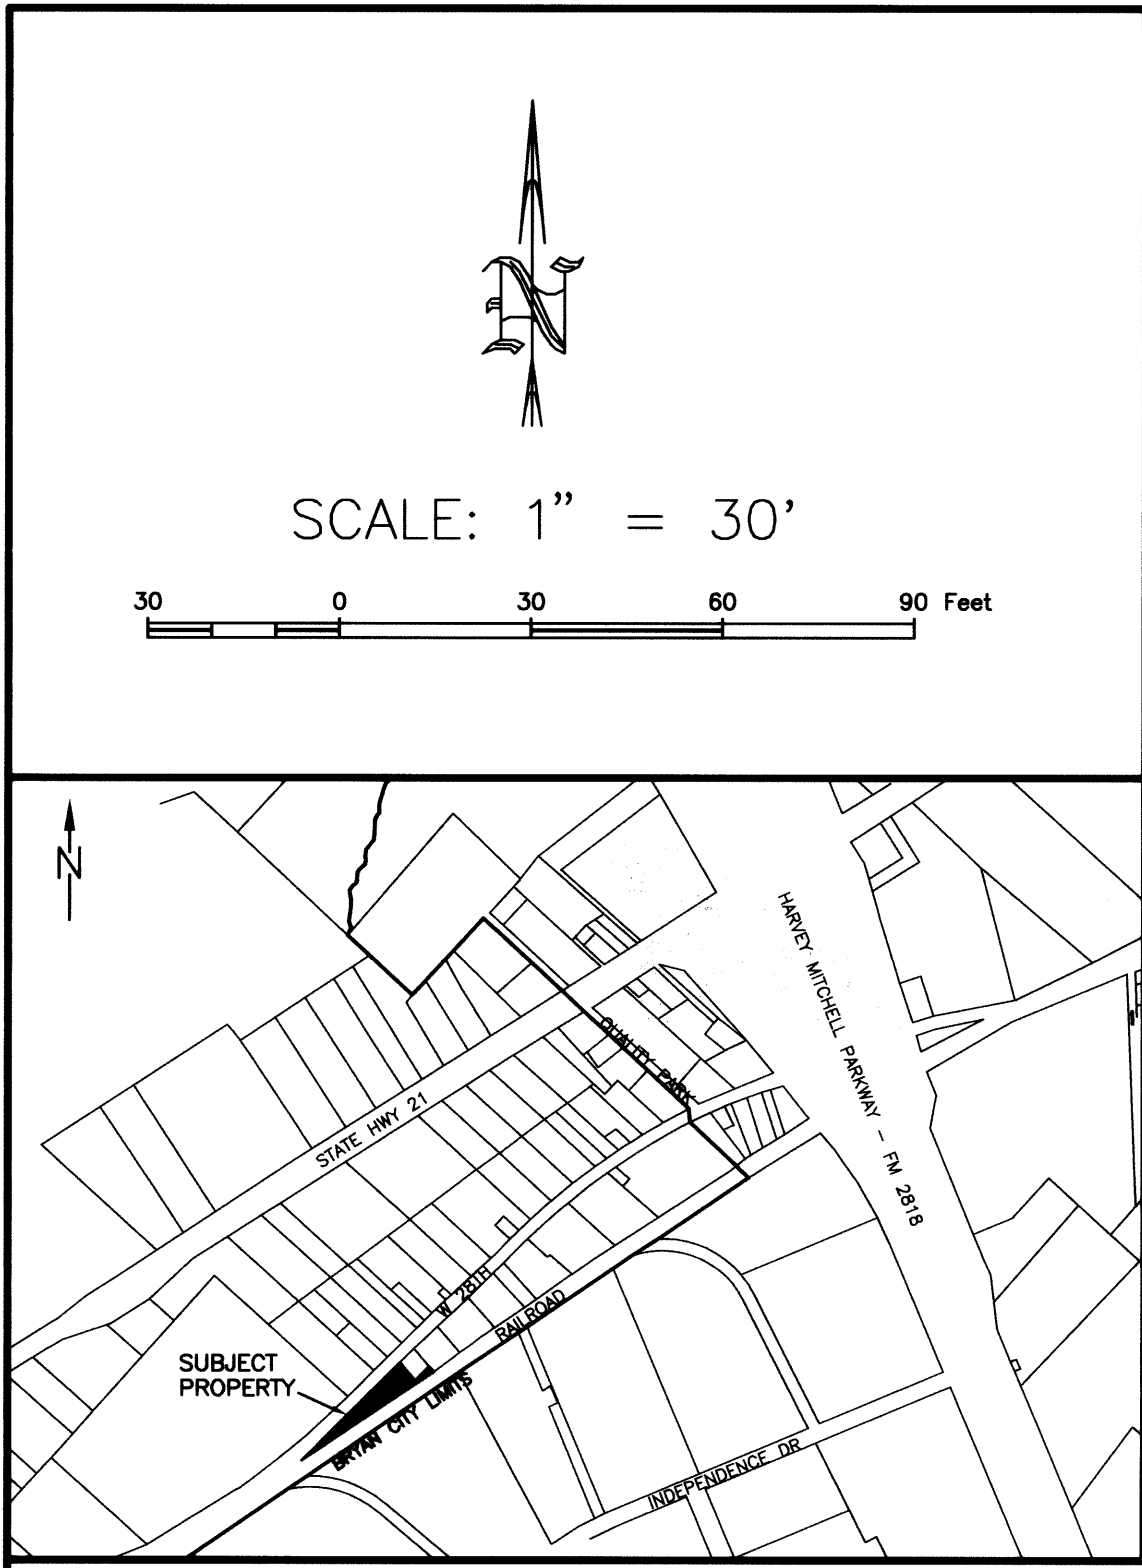 N
SCALE: 1” = 30’
30 0 30 60 90 Feet
N
HARVEY MITCHELL PARKWAY - FM 2818
QUALITY PARK
STATE HWY 21
W 28TH
RAILROAD
SUBJECT
PROPERTY
BRYAN CITY LIMITS
INDEPENDENCE DR